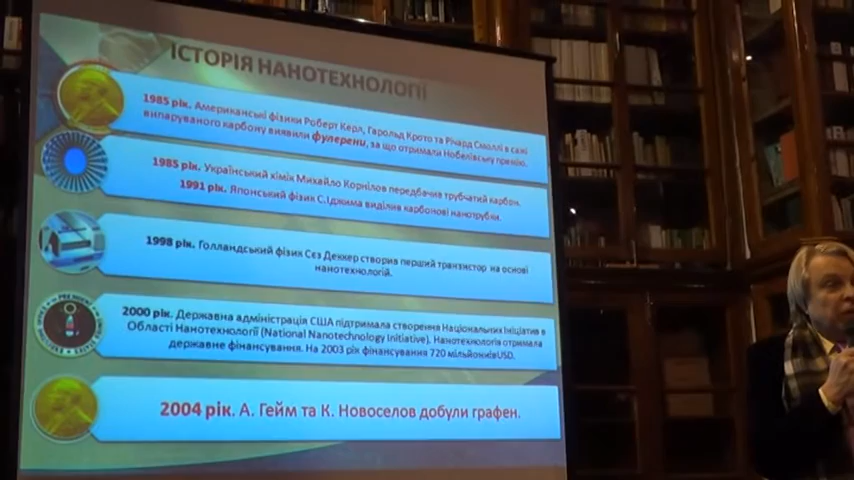 ІСТОРІЯ НАНОТЕХНОЛОГІЇ
1985 рік. Американські фізики Роберт Керл, Гарольд Крото та Річард Смоллі в сажі
випаруваного карбону виявили фулерени, за що отримали Нобелівську премію.
1985 рік. Український хімік Михайло Корнілов передбачив трубчатий карбон.
1991 рік. Японський фізик С.Іджима виділив карбонові нанотрубки.
1998 рік. Голландський фізик Сєз Деккер створив перший транзистор на основі
нанотехнологій.
2000 рік. Державна адміністрація США підтримала створення Національних Ініціатив в
Області Нанотехнології (National Nanotechnology Initiative). Нанотехнологія отримала
державне фінансування. На 2003 рік фінансування 720 мільйонківUSD.
2004 рік. А. Гейм та К. Новоселов добули графен.